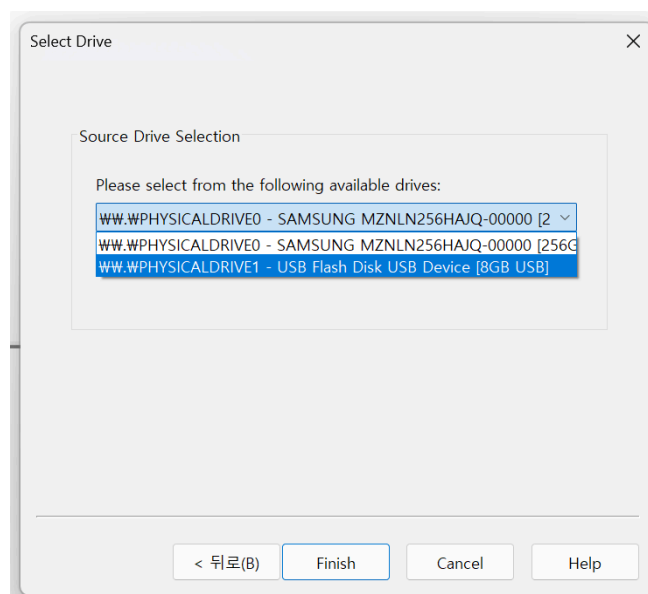 Select Drive
Source Drive Selection
Please select from the following available drives:
₩₩.₩PHYSICALDRIVE0 - SAMSUNG MZNLN256HAJQ-00000 [2
₩₩.₩PHYSICALDRIVE0 - SAMSUNG MZNLN256HAJQ-00000 [256G
₩₩.₩PHYSICALDRIVE1 - USB Flash Disk USB Device [8GB USB]
< 뒤로(B) Finish Cancel Help